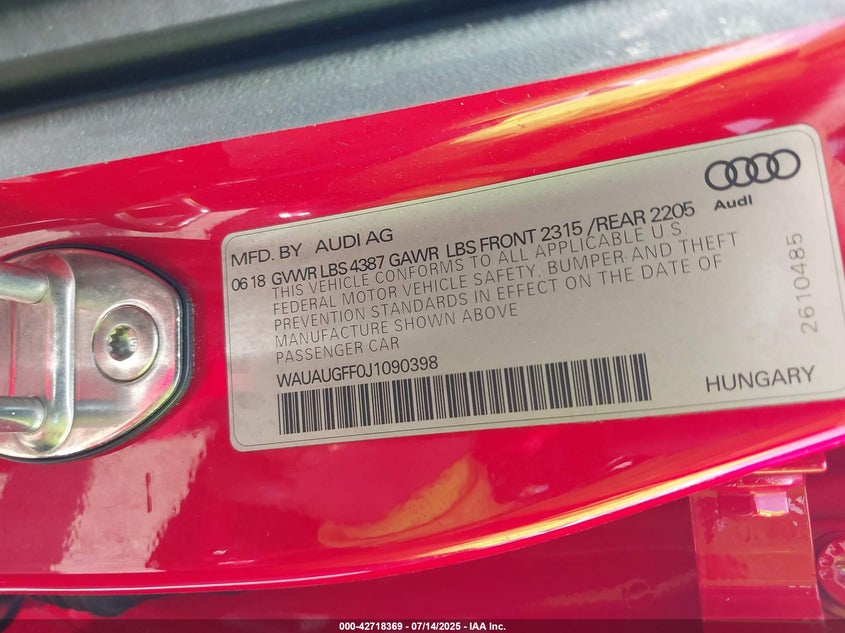 Audi
MFD. BY AUDI AG
06 18 GVWR LBS 4387 GAWR LBS FRONT 2315 /REAR 2205
THIS VEHICLE CONFORMS TO ALL APPLICABLE U.S.
FEDERAL MOTOR VEHICLE SAFETY, BUMPER AND THEFT
PREVENTION STANDARDS IN EFFECT ON THE DATE OF
MANUFACTURE SHOWN ABOVE
PASSENGER CAR
WAUAUGFF0J1090398
HUNGARY
2610485
000-42718369 - 07/14/2025 - IAA Inc.